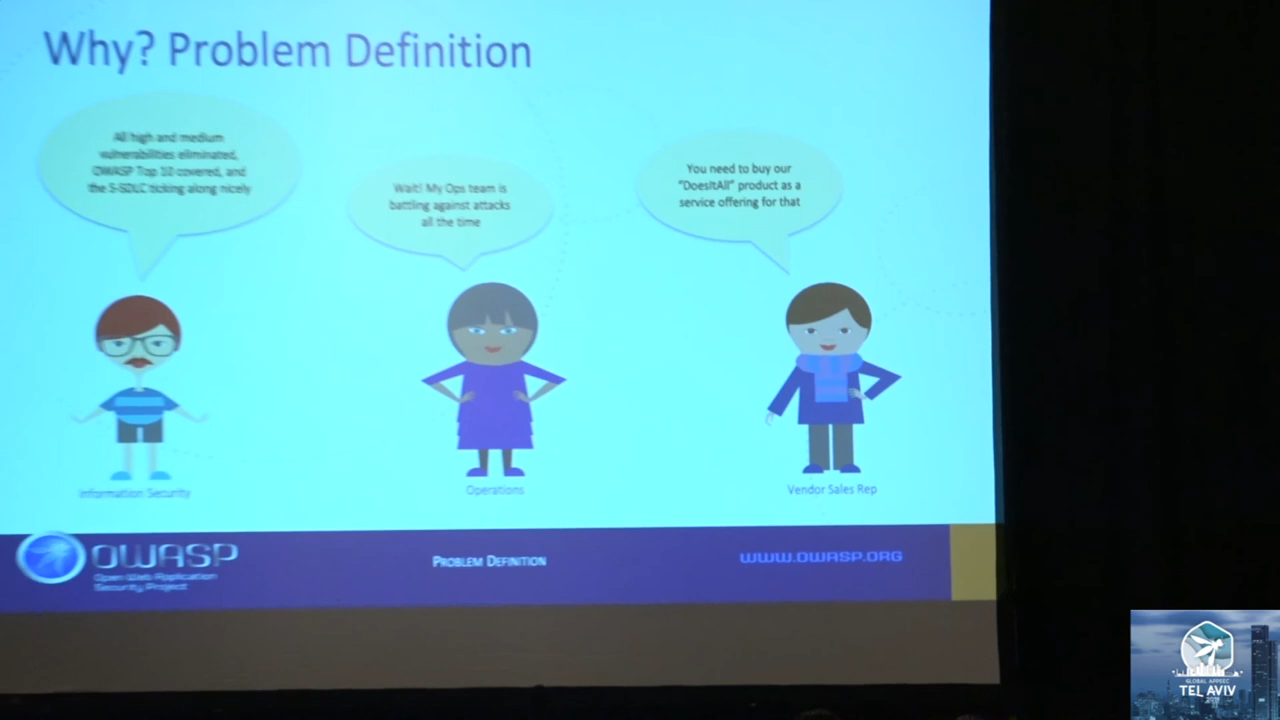 Why? Problem Definition
All high and medium
vulnerabilities eliminated,
OWASP Top 10 covered, and
the S-SDLC ticking along nicely
Wait! My Ops team is
battling against attacks
all the time
You need to buy our
"DoesItAll" product as a
service offering for that
Information Security
Operations
Vendor Sales Rep
OWASP
Open Web Application
Security Project
PROBLEM DEFINITION
WWW.OWASP.ORG
GLOBAL APPSEC
TEL AVIV
2019